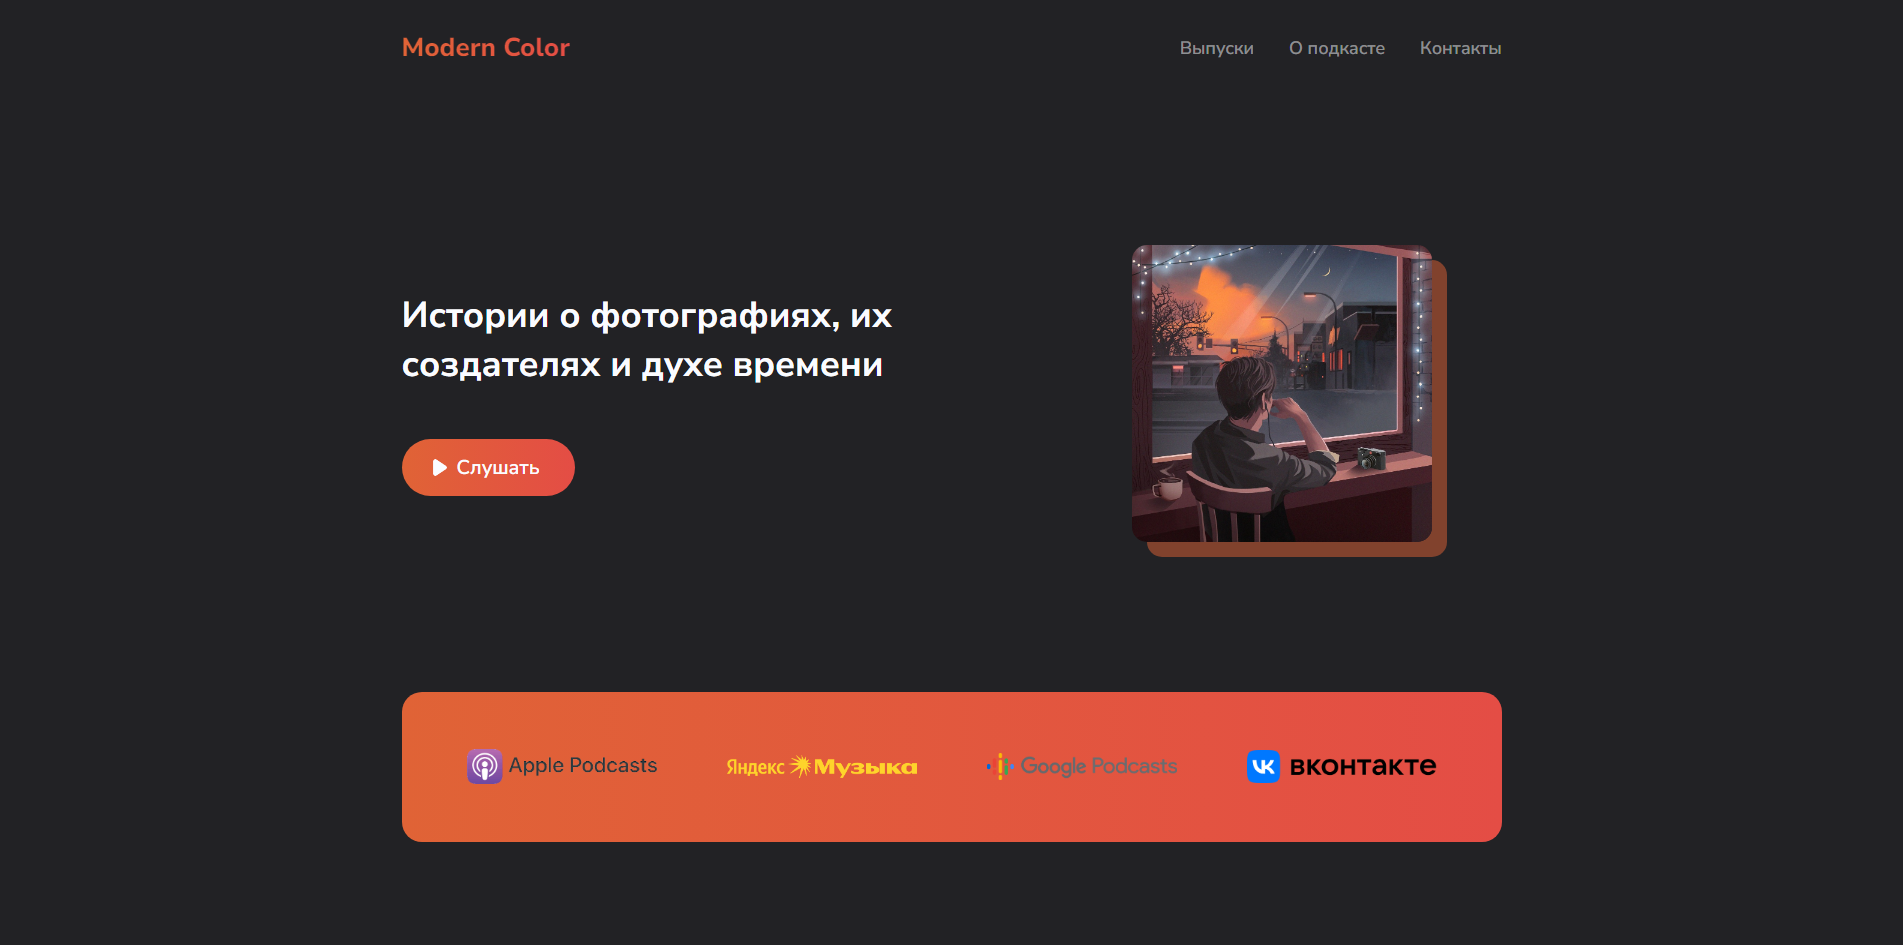 Modern Color
Выпуски О подкасте Контакты
Истории о фотографиях, их
создателях и духе времени
Слушать
Apple Podcasts
Яндекс Музыка
Google Podcasts
вконтакте